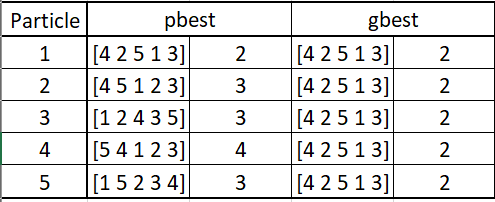 Particle pbest gbest
1 [4 2 5 1 3] 2 [4 2 5 1 3] 2
2 [4 5 1 2 3] 3 [4 2 5 1 3] 2
3 [1 2 4 3 5] 3 [4 2 5 1 3] 2
4 [5 4 1 2 3] 4 [4 2 5 1 3] 2
5 [1 5 2 3 4] 3 [4 2 5 1 3] 2